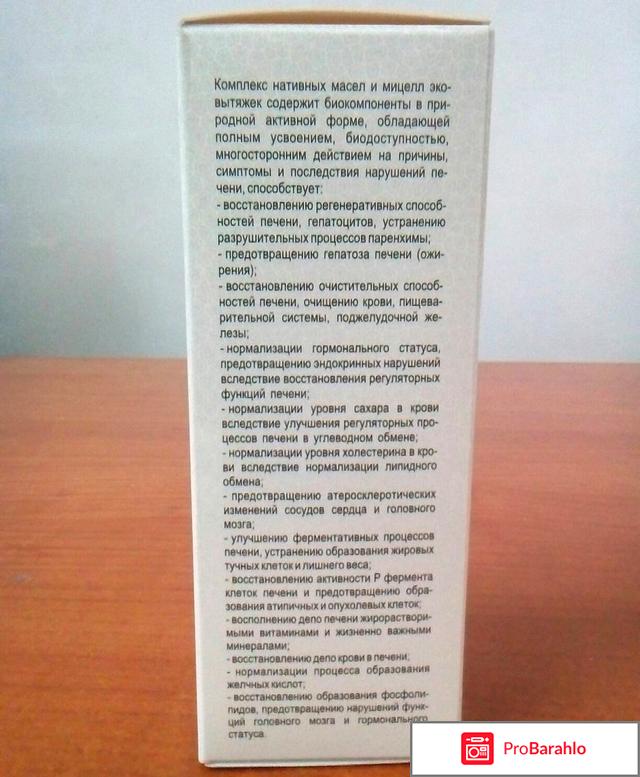 Комплекс нативных масел и мицелл эко-
вытяжек содержит биокомпоненты в при-
родной активной форме, обладающей
полным усвоением, биодоступностью,
многосторонним действием на причины,
симптомы и последствия нарушений пе-
чени, способствует:
- восстановлению регенеративных способ-
ностей печени, гепатоцитов, устранению
разрушительных процессов паренхимы;
- предотвращению гепатоза печени (ожи-
рения);
- восстановлению очистительных способ-
ностей печени, очищению крови, пищева-
рительной системы, поджелудочной же-
лезы;
- нормализации гормонального статуса,
предотвращению эндокринных нарушений
вследствие восстановления регуляторных
функций печени;
- нормализации уровня сахара в крови
вследствие улучшения регуляторных про-
цессов печени в углеводном обмене;
- нормализации уровня холестерина в кро-
ви вследствие нормализации липидного
обмена;
- предотвращению атеросклеротических
изменений сосудов сердца и головного
мозга;
- улучшению ферментативных процессов
печени, устранению образования жировых
тучных клеток и лишнего веса;
- восстановлению активности Р фермента
клеток печени и предотвращению обра-
зования атипичных и опухолевых клеток;
- восполнению депо печени жирораствори-
мыми витаминами и жизненно важными
минералами;
- восстановлению депо крови в печени;
- нормализации процесса образования
желчных кислот;
- восстановлению образования фосфоли-
пидов, предотвращению нарушений функ-
ций головного мозга и гормонального
статуса.
ProBarahlo